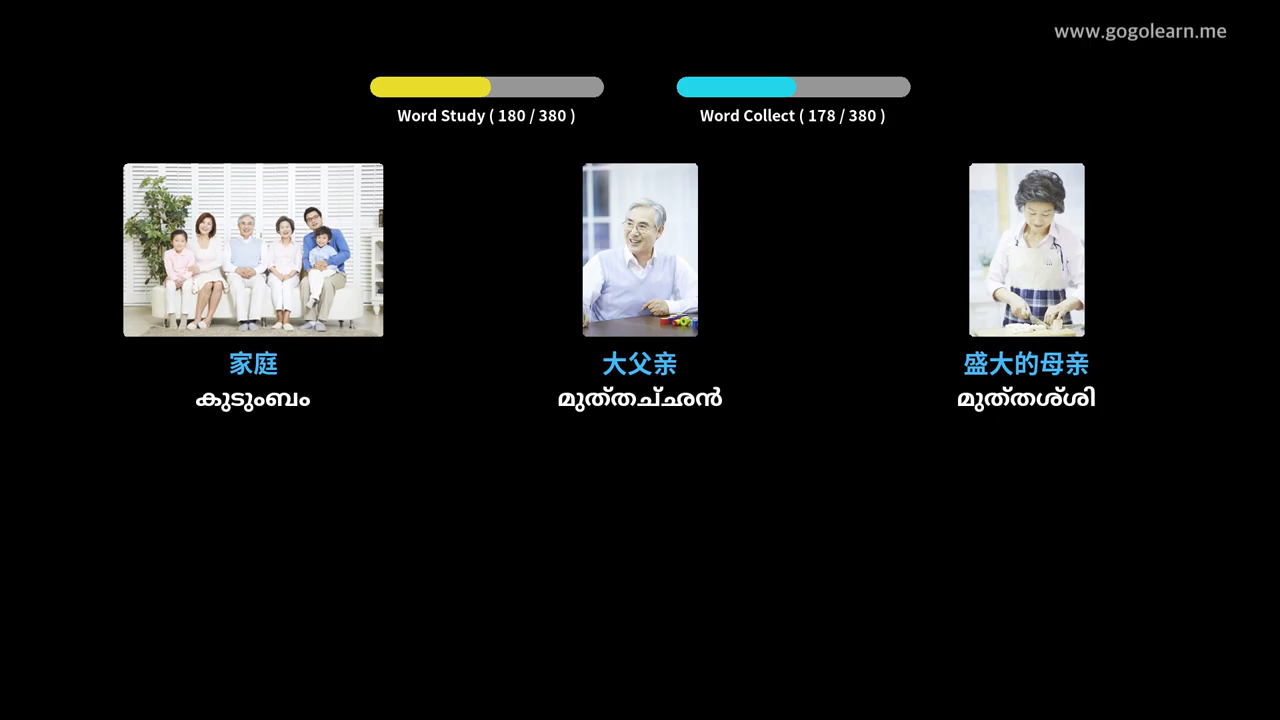 www.gogolearn.me
Word Study ( 180 / 380 )
Word Collect ( 178 / 380 )
家庭
大父亲
盛大的母亲
കുടുംബം
മുത്തച്ഛൻ
മുത്തശ്ശി